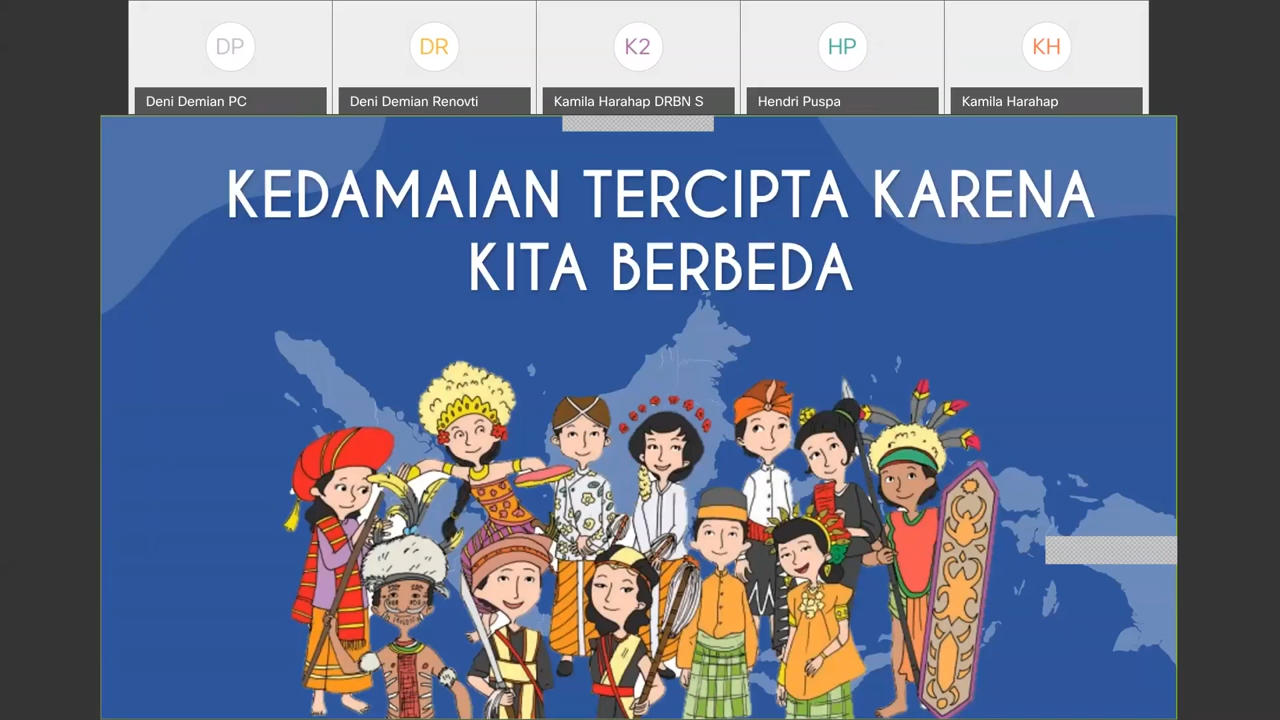 DP
DR
K2
HP
KH
Deni Demian PC
Deni Demian Renovti
Kamila Harahap DRBN S
Hendri Puspa
Kamila Harahap
KEDAMAIAN TERCIPTA KARENA
KITA BERBEDA